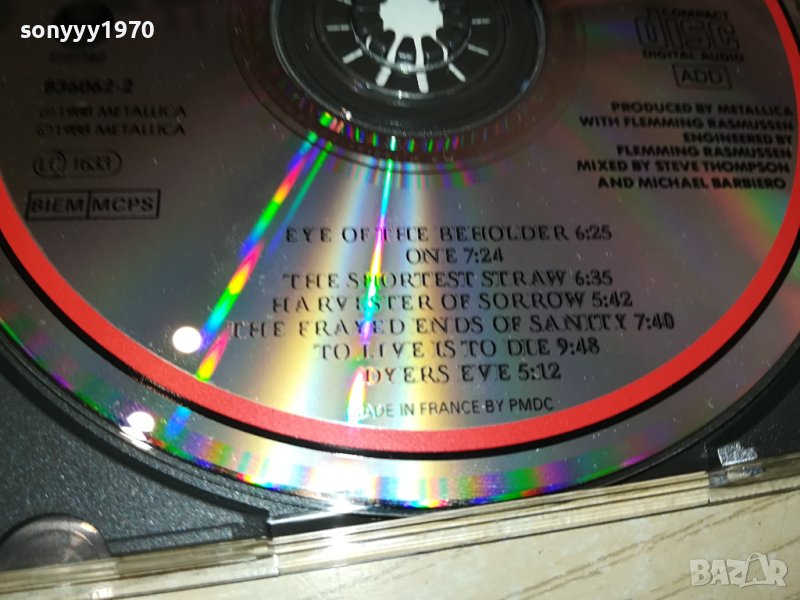 sonyyy1970
836062-2
℗ 1988 METALLICA
© 1988 METALLICA
LC 1633
BIEM MCPS
COMPACT
disc
DIGITAL AUDIO
ADD
PRODUCED BY METALLICA
WITH FLEMMING RASMUSSEN
ENGINEERED BY
FLEMMING RASMUSSEN
MIXED BY STEVE THOMPSON
AND MICHAEL BARBIERO
EYE OF THE BEHOLDER 6:25
ONE 7:24
THE SHORTEST STRAW 6:35
HARVESTER OF SORROW 5:42
THE FRAYED ENDS OF SANITY 7:40
TO LIVE IS TO DIE 9:48
DYERS EVE 5:12
MADE IN FRANCE BY PMDC
BAZAR